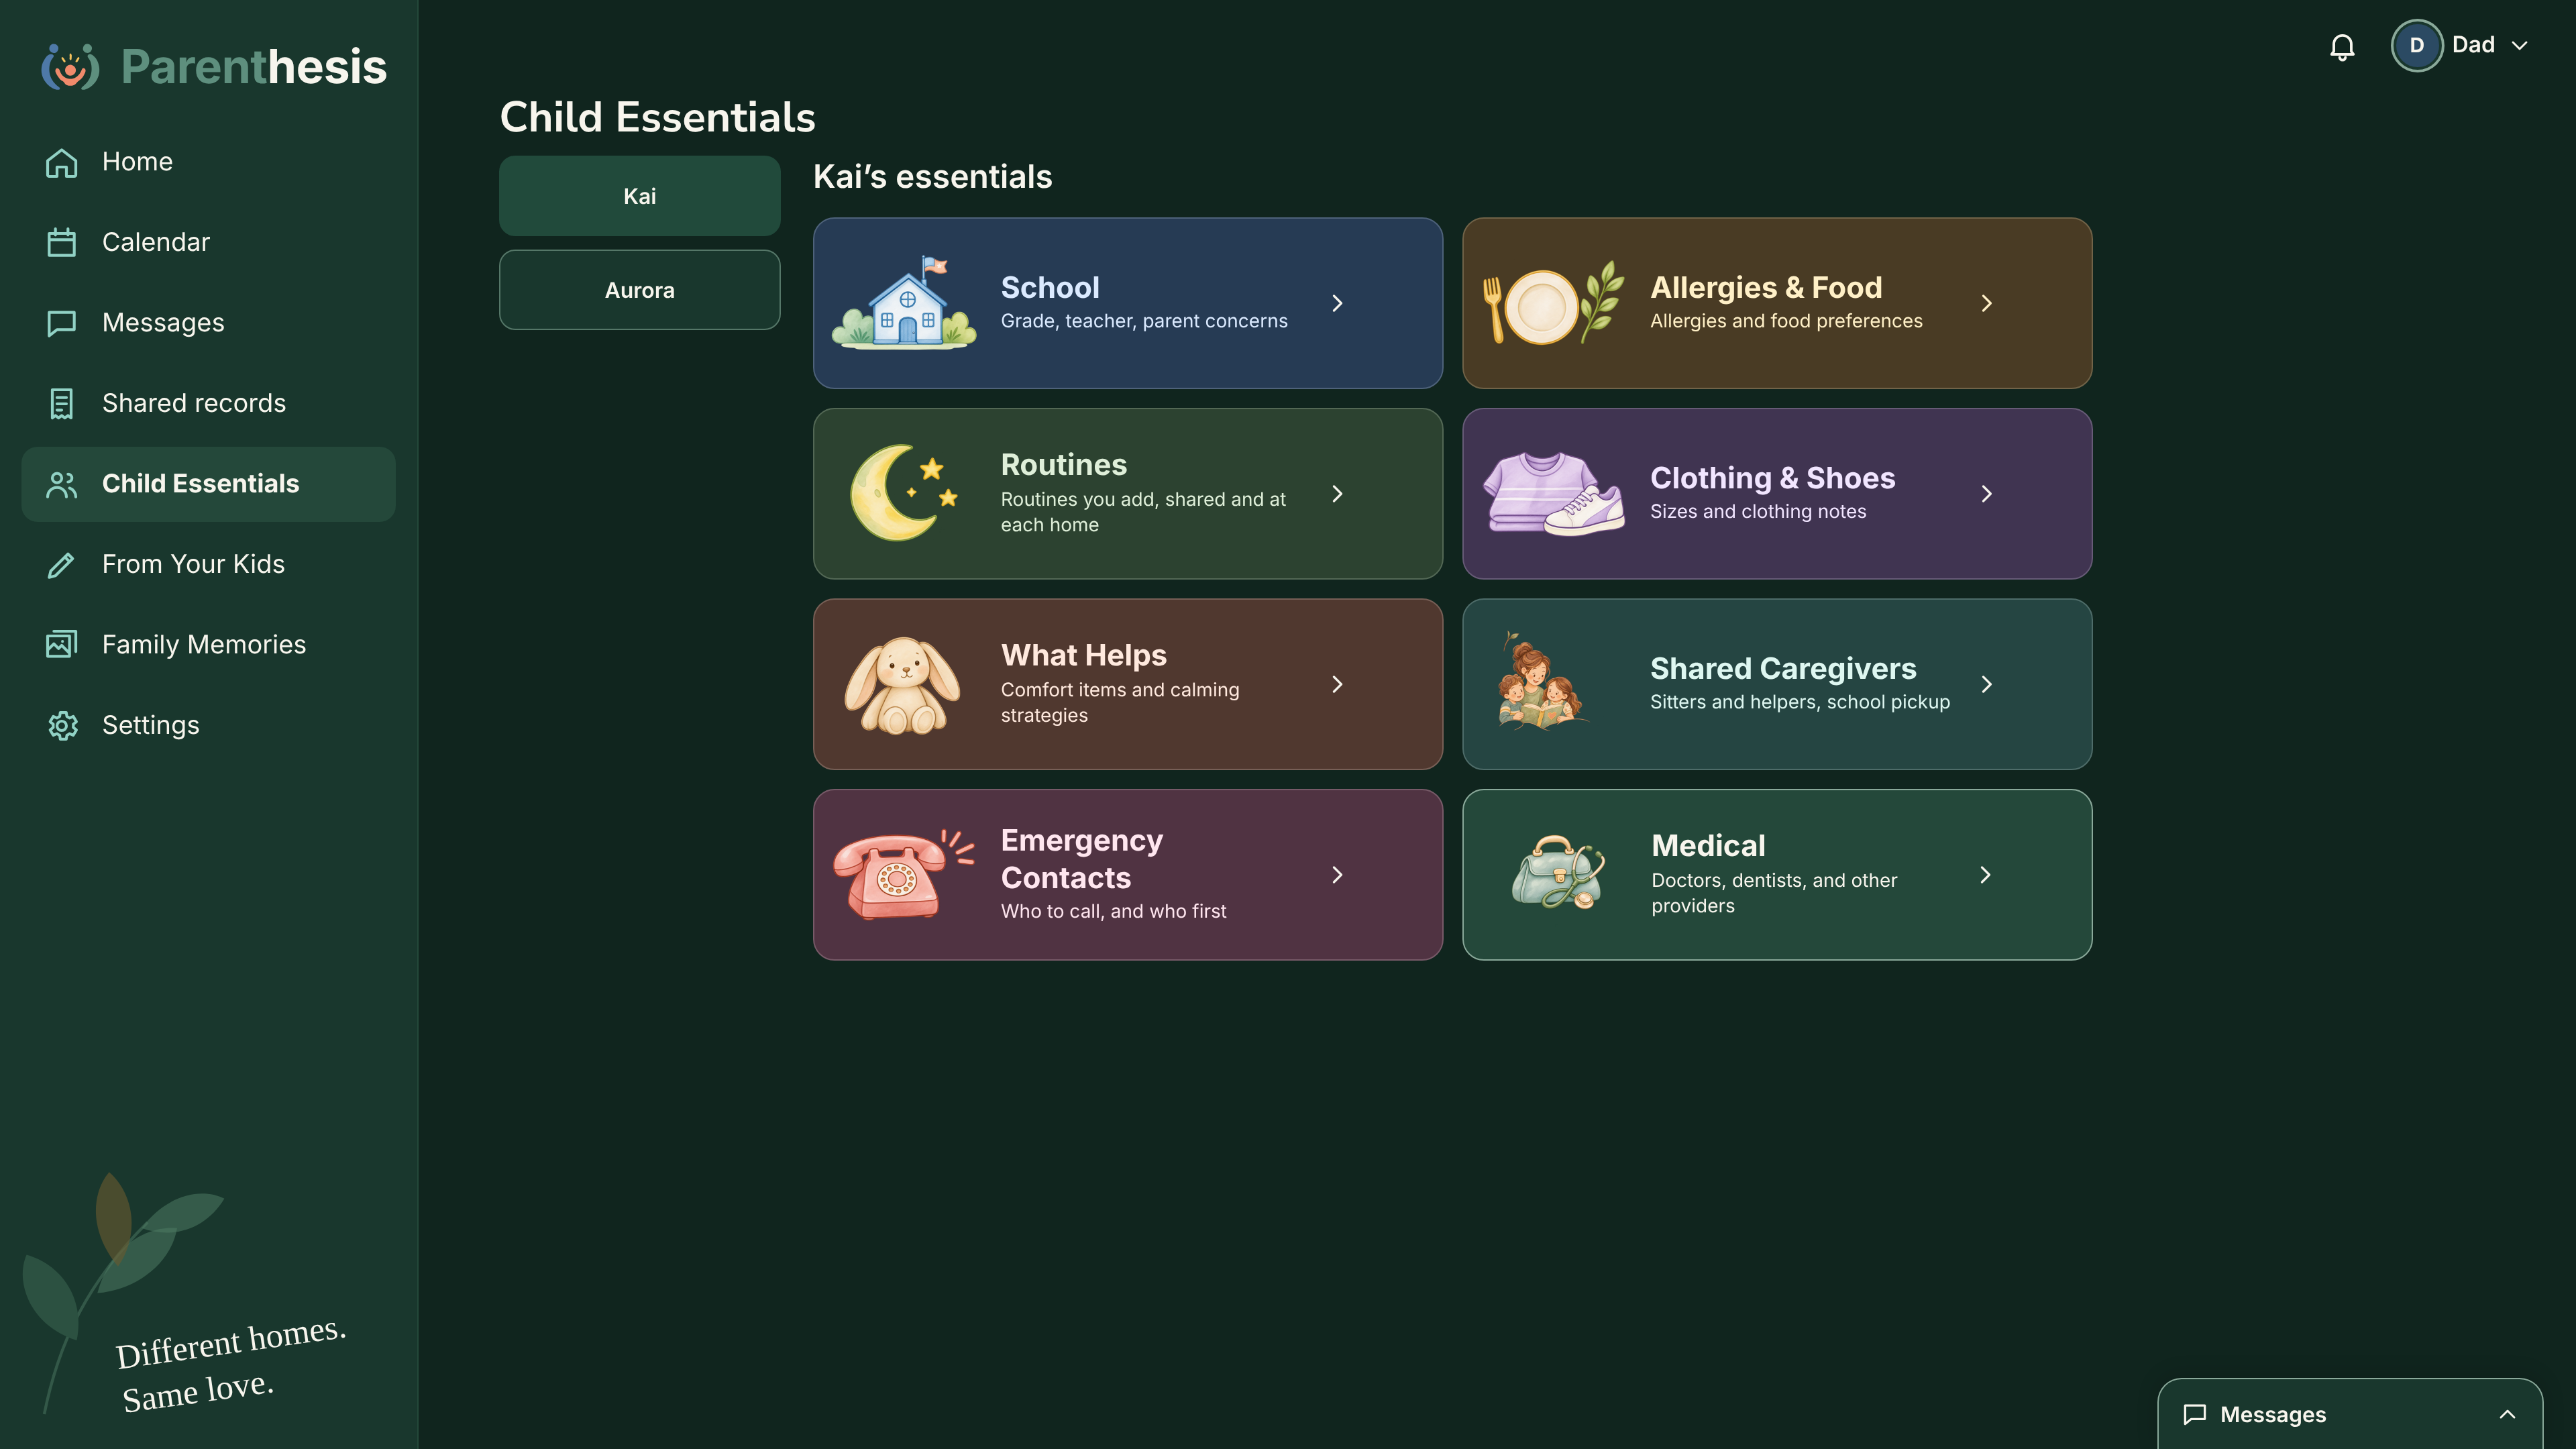 Parenthesis
Home
Calendar
Messages
Shared records
Child Essentials
From Your Kids
Family Memories
Settings
Different homes.
Same love.
D
Dad
Child Essentials
Kai
Aurora
Kai’s essentials
School
Grade, teacher, parent concerns
Allergies & Food
Allergies and food preferences
Routines
Routines you add, shared and at
each home
Clothing & Shoes
Sizes and clothing notes
What Helps
Comfort items and calming
strategies
Shared Caregivers
Sitters and helpers, school pickup
Emergency
Contacts
Who to call, and who first
Medical
Doctors, dentists, and other
providers
Messages